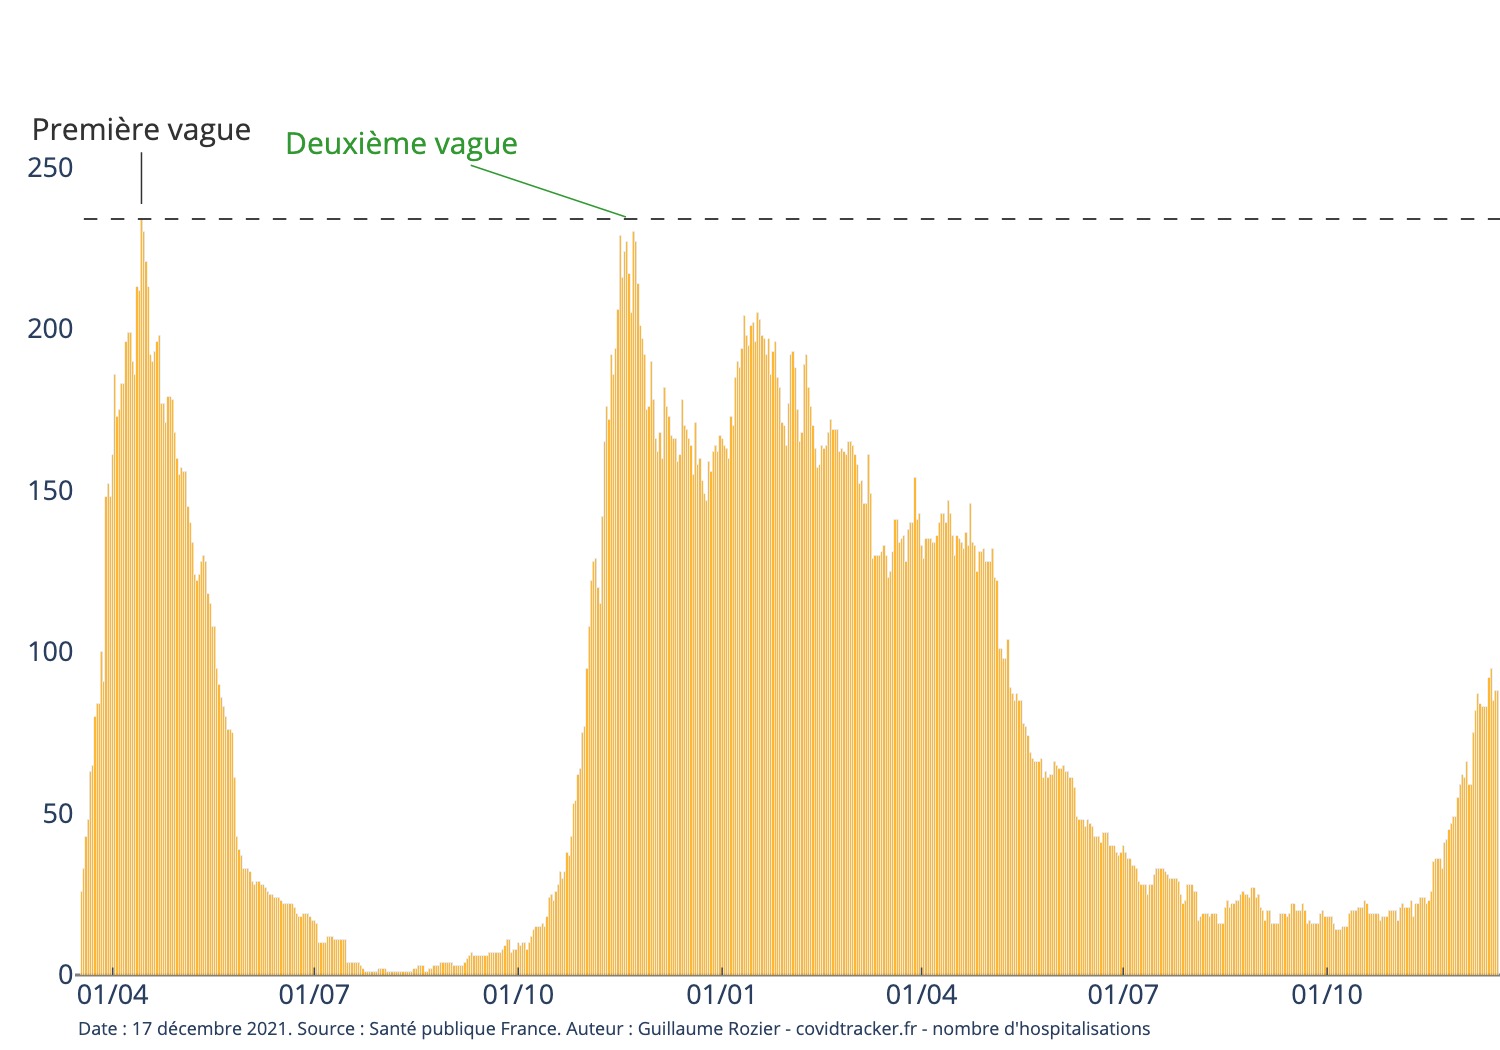 Première vague
Deuxième vague
250
200
150
100
50
0
01/04 01/07 01/10 01/01 01/04 01/07 01/10
Date : 17 décembre 2021. Source : Santé publique France. Auteur : Guillaume Rozier - covidtracker.fr - nombre d'hospitalisations